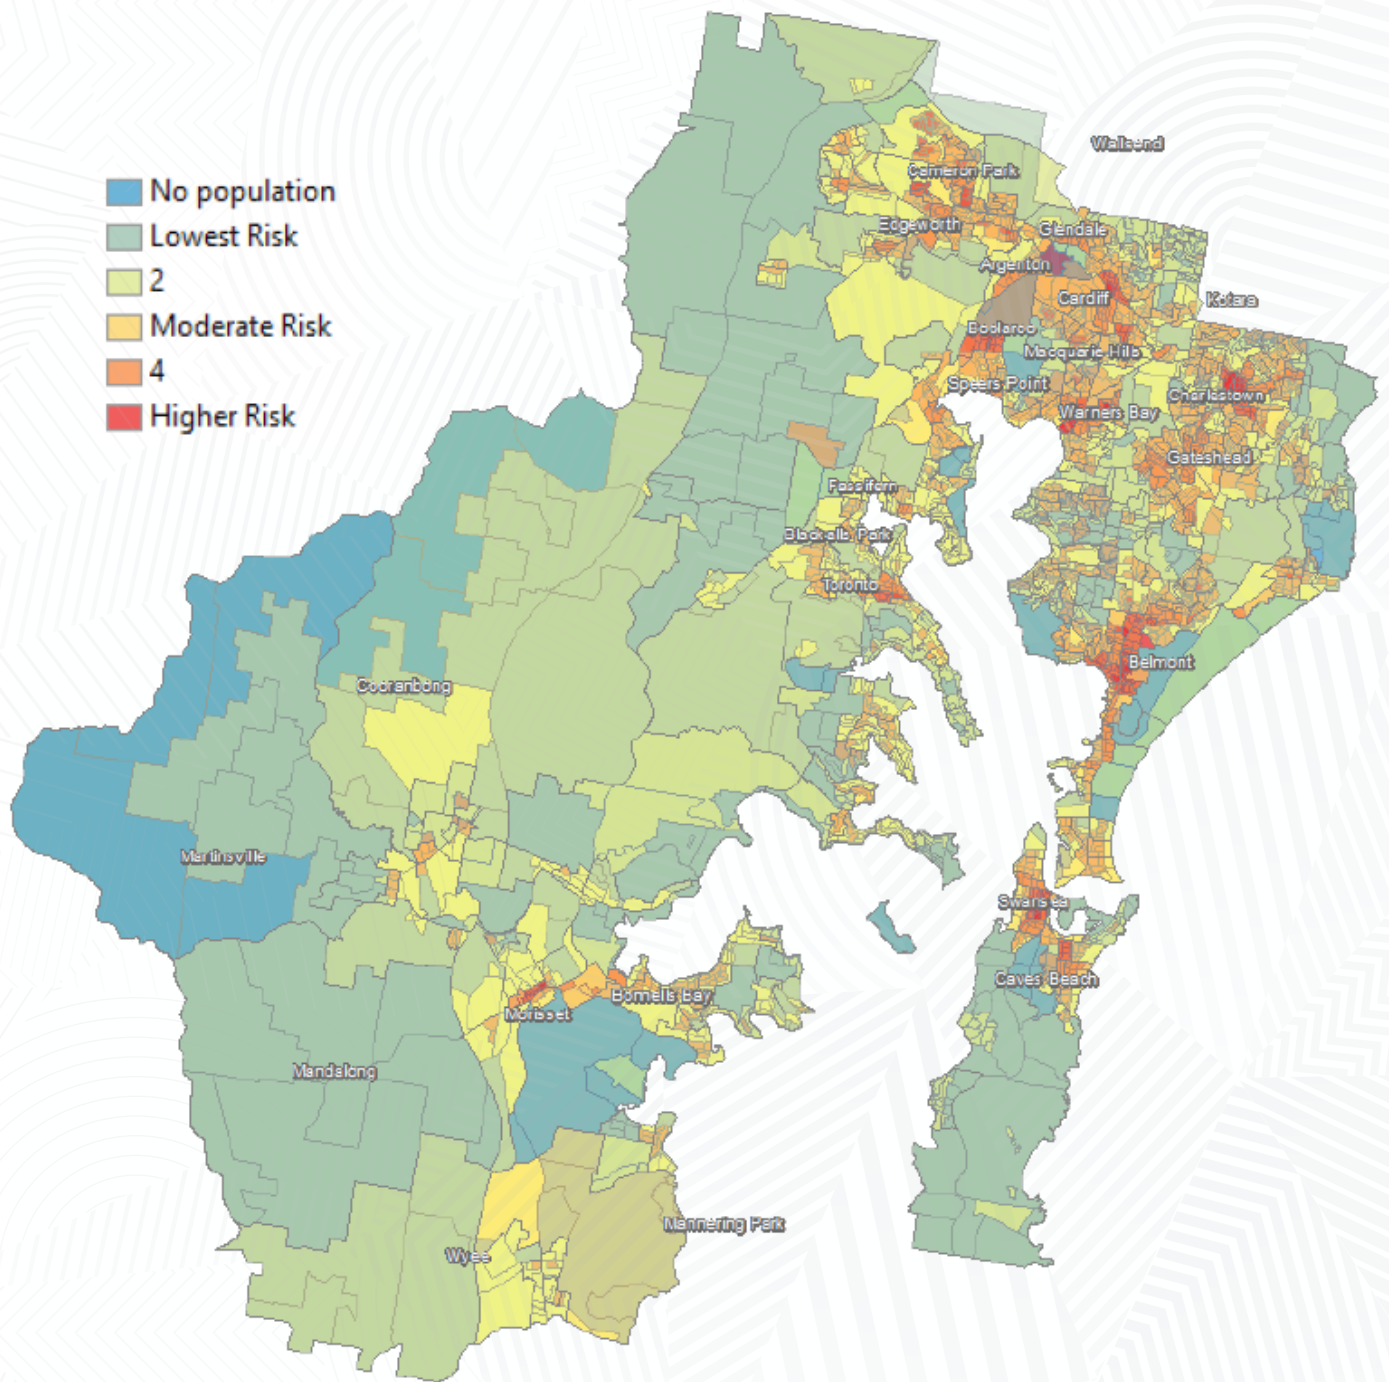 No population
Lowest Risk
2
Moderate Risk
4
Higher Risk
Wallsend
Cameron Park
Edgeworth
Glendale
Argenton
Cardiff
Kotara
Boolaroo
Macquarie Hills
Speers Point
Charlestown
Warners Bay
Gateshead
Fassifern
Blackalls Park
Toronto
Belmont
Cooranbong
Martinsville
Swansea
Caves Beach
Bonnells Bay
Morisset
Mandalong
Mannering Park
Wyee